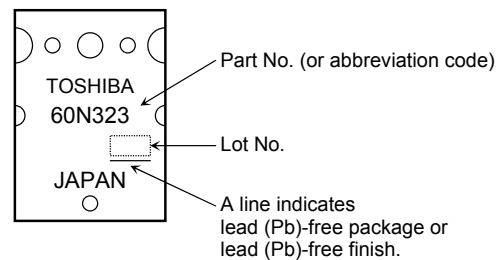 TOSHIBA
60N323
JAPAN
Part No. (or abbreviation code)
Lot No.
A line indicates
lead (Pb)-free package or
lead (Pb)-free finish.